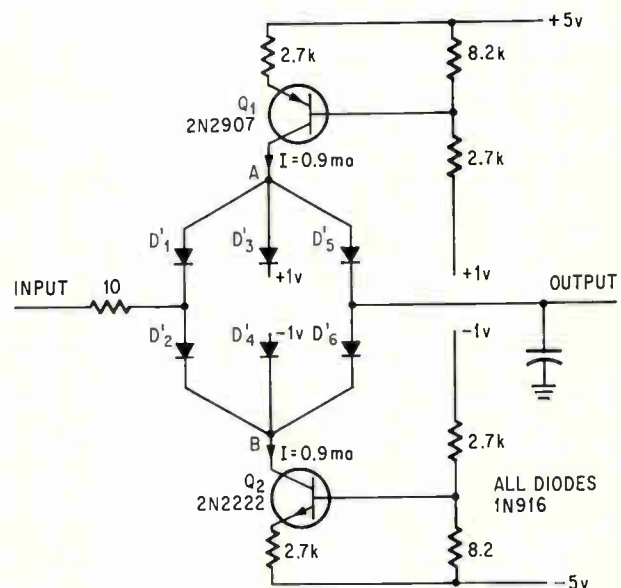 +5v
2.7k
8.2k
Q1
2N2907
2.7k
I=0.9ma
A
D'1
D'3
D'5
+1v
+1v
INPUT
10
OUTPUT
D'2
D'4
-1v
D'6
-1v
B
I=0.9ma
2.7k
Q2
2N2222
ALL DIODES
1N916
2.7k
8.2
-5v